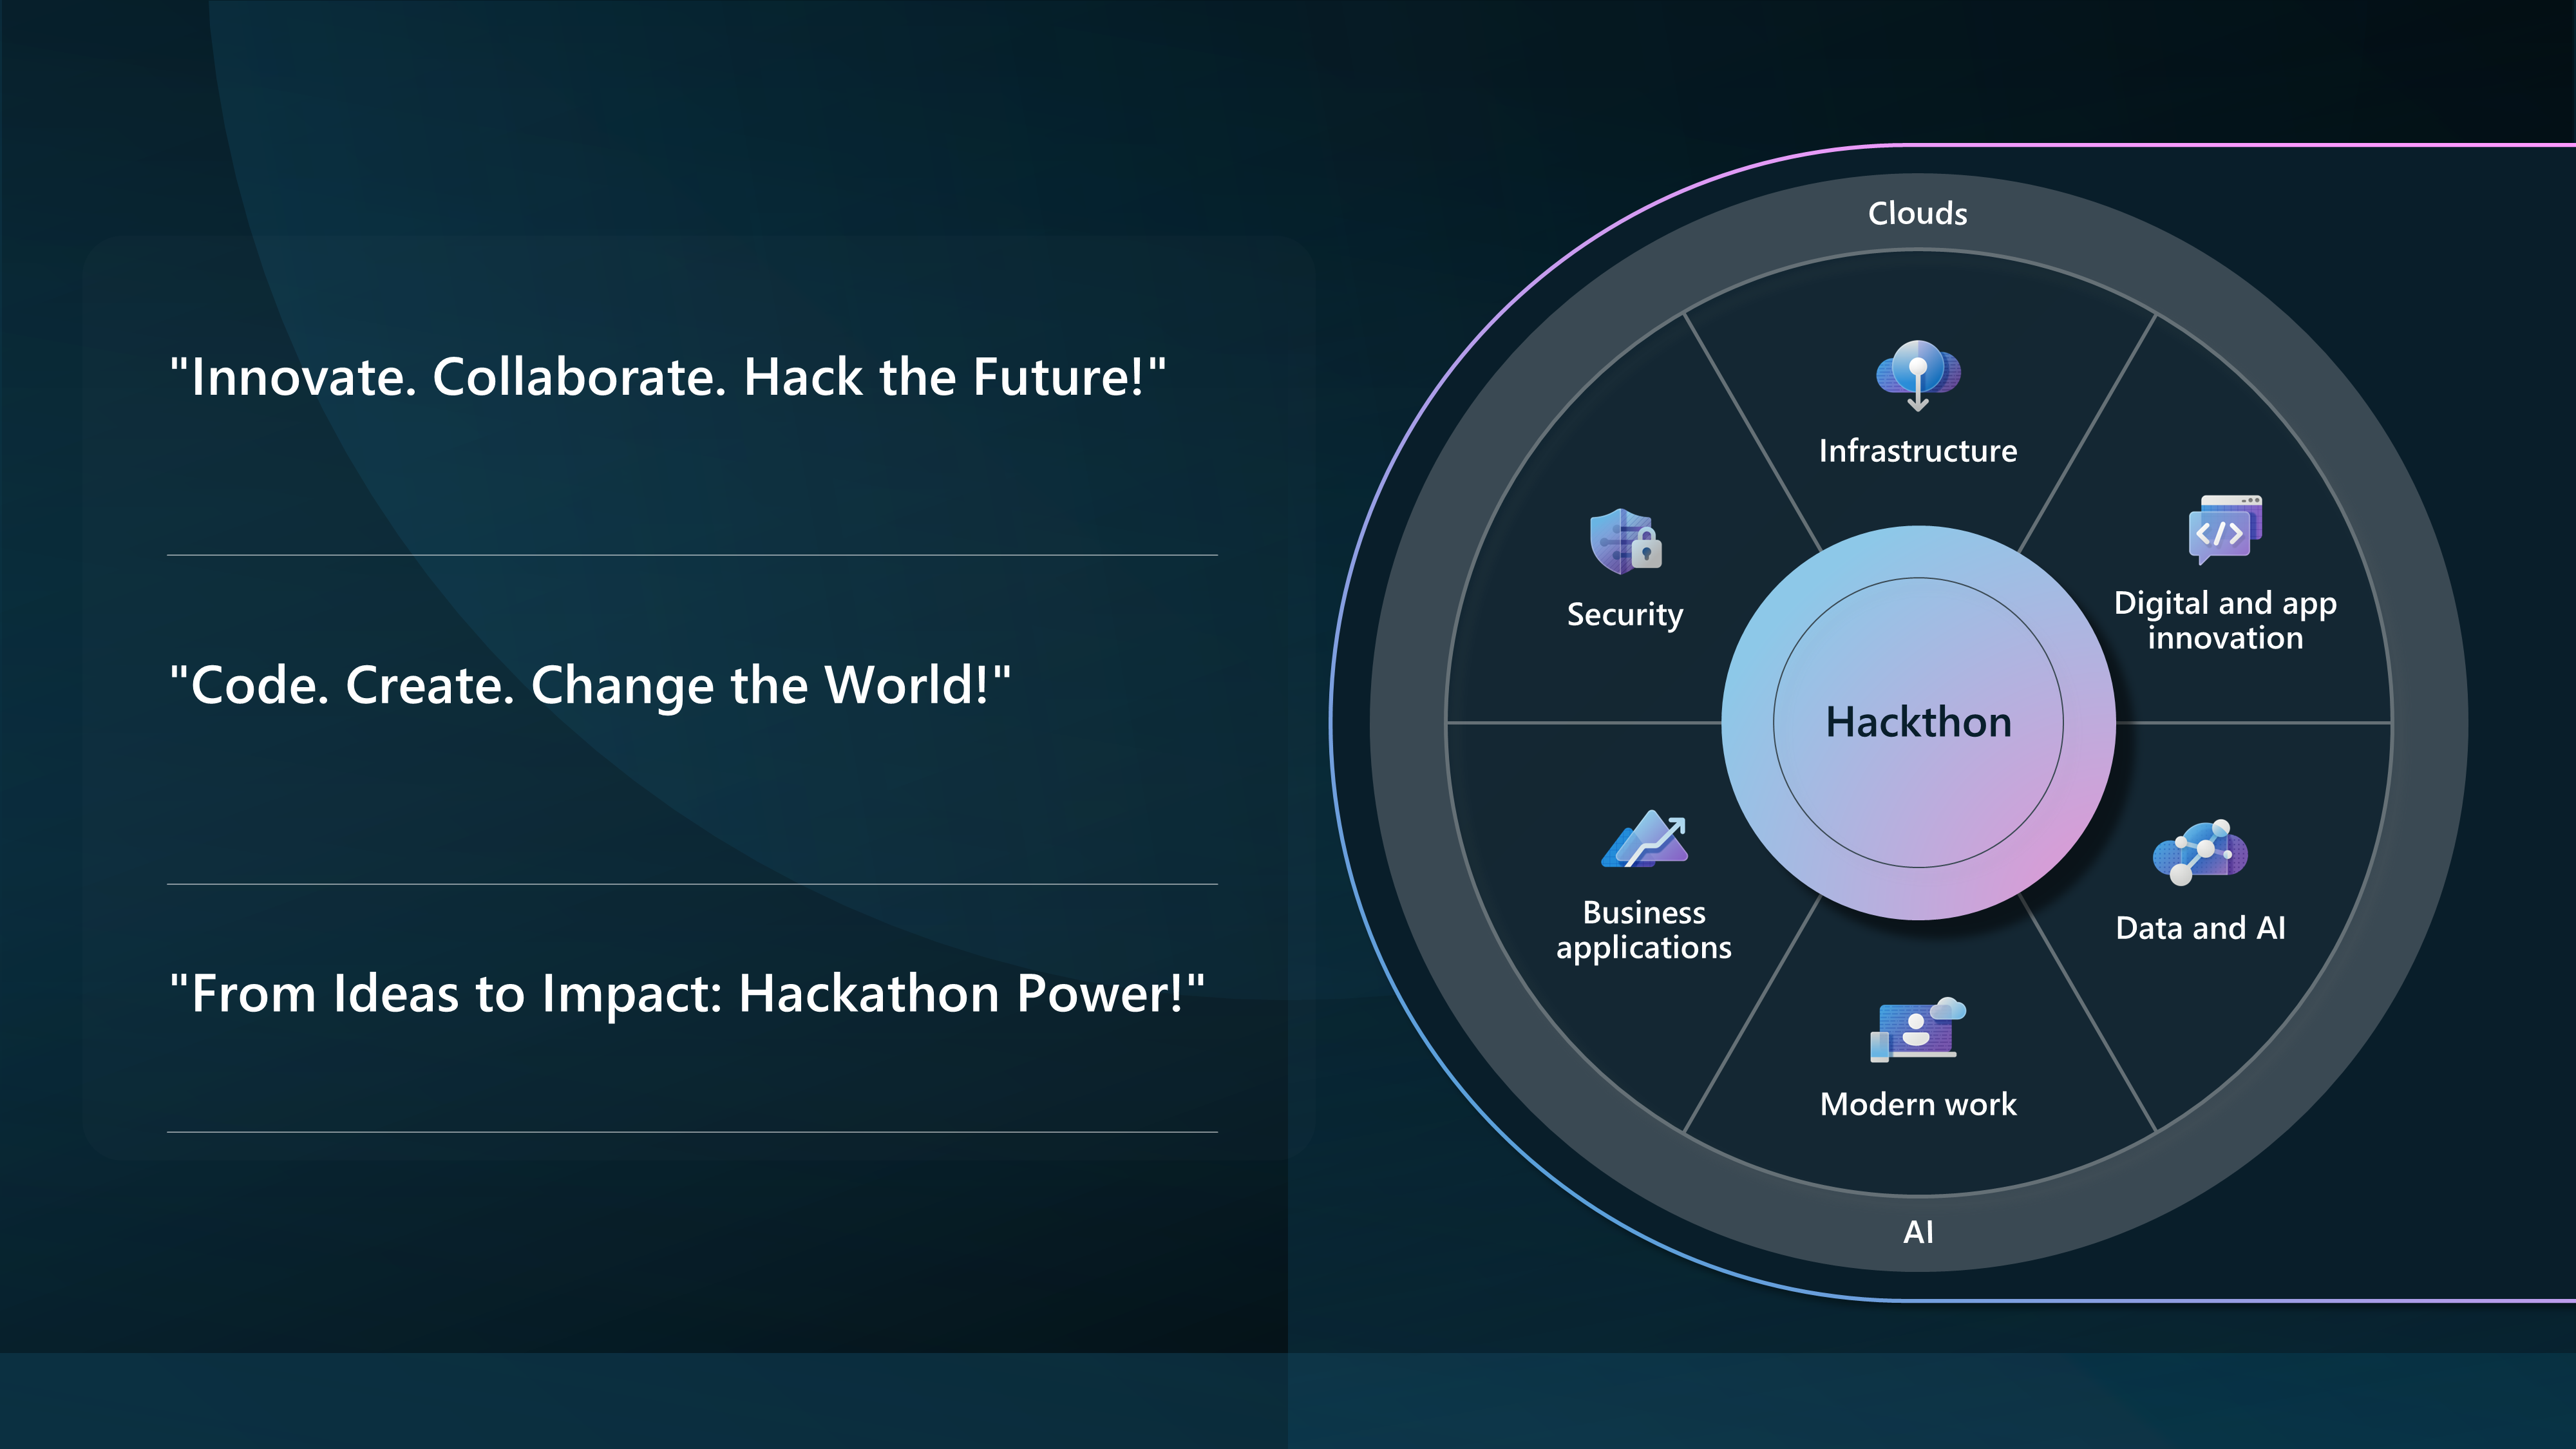 "Innovate. Collaborate. Hack the Future!"
"Code. Create. Change the World!"
"From Ideas to Impact: Hackathon Power!"
Clouds
Infrastructure
Security
Digital and app
innovation
Hackthon
Business
applications
Data and AI
Modern work
AI